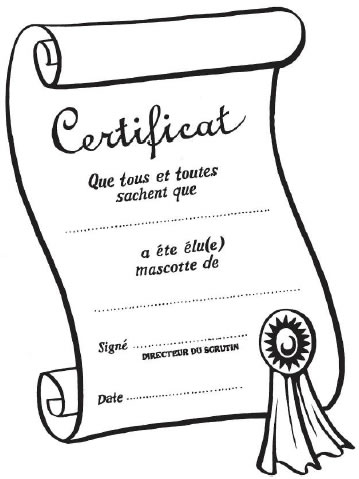 Certificat
Que tous et toutes
sachent que
a éte élu(e)
mascotte de
Signé
DIRECTEUR DU SCRUTIN
Date